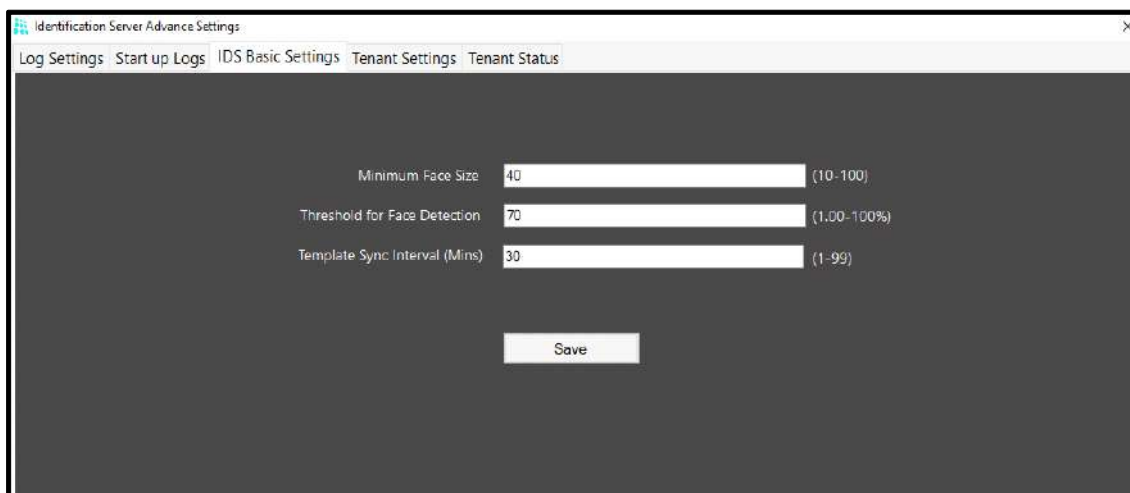 Identification Server Advance Settings
Log Settings Start up Logs IDS Basic Settings Tenant Settings Tenant Status
Minimum Face Size 40 (10-100)
Threshold for Face Detection 70 (1.00-100%)
Template Sync Interval (Mins) 30 (1-99)
Save